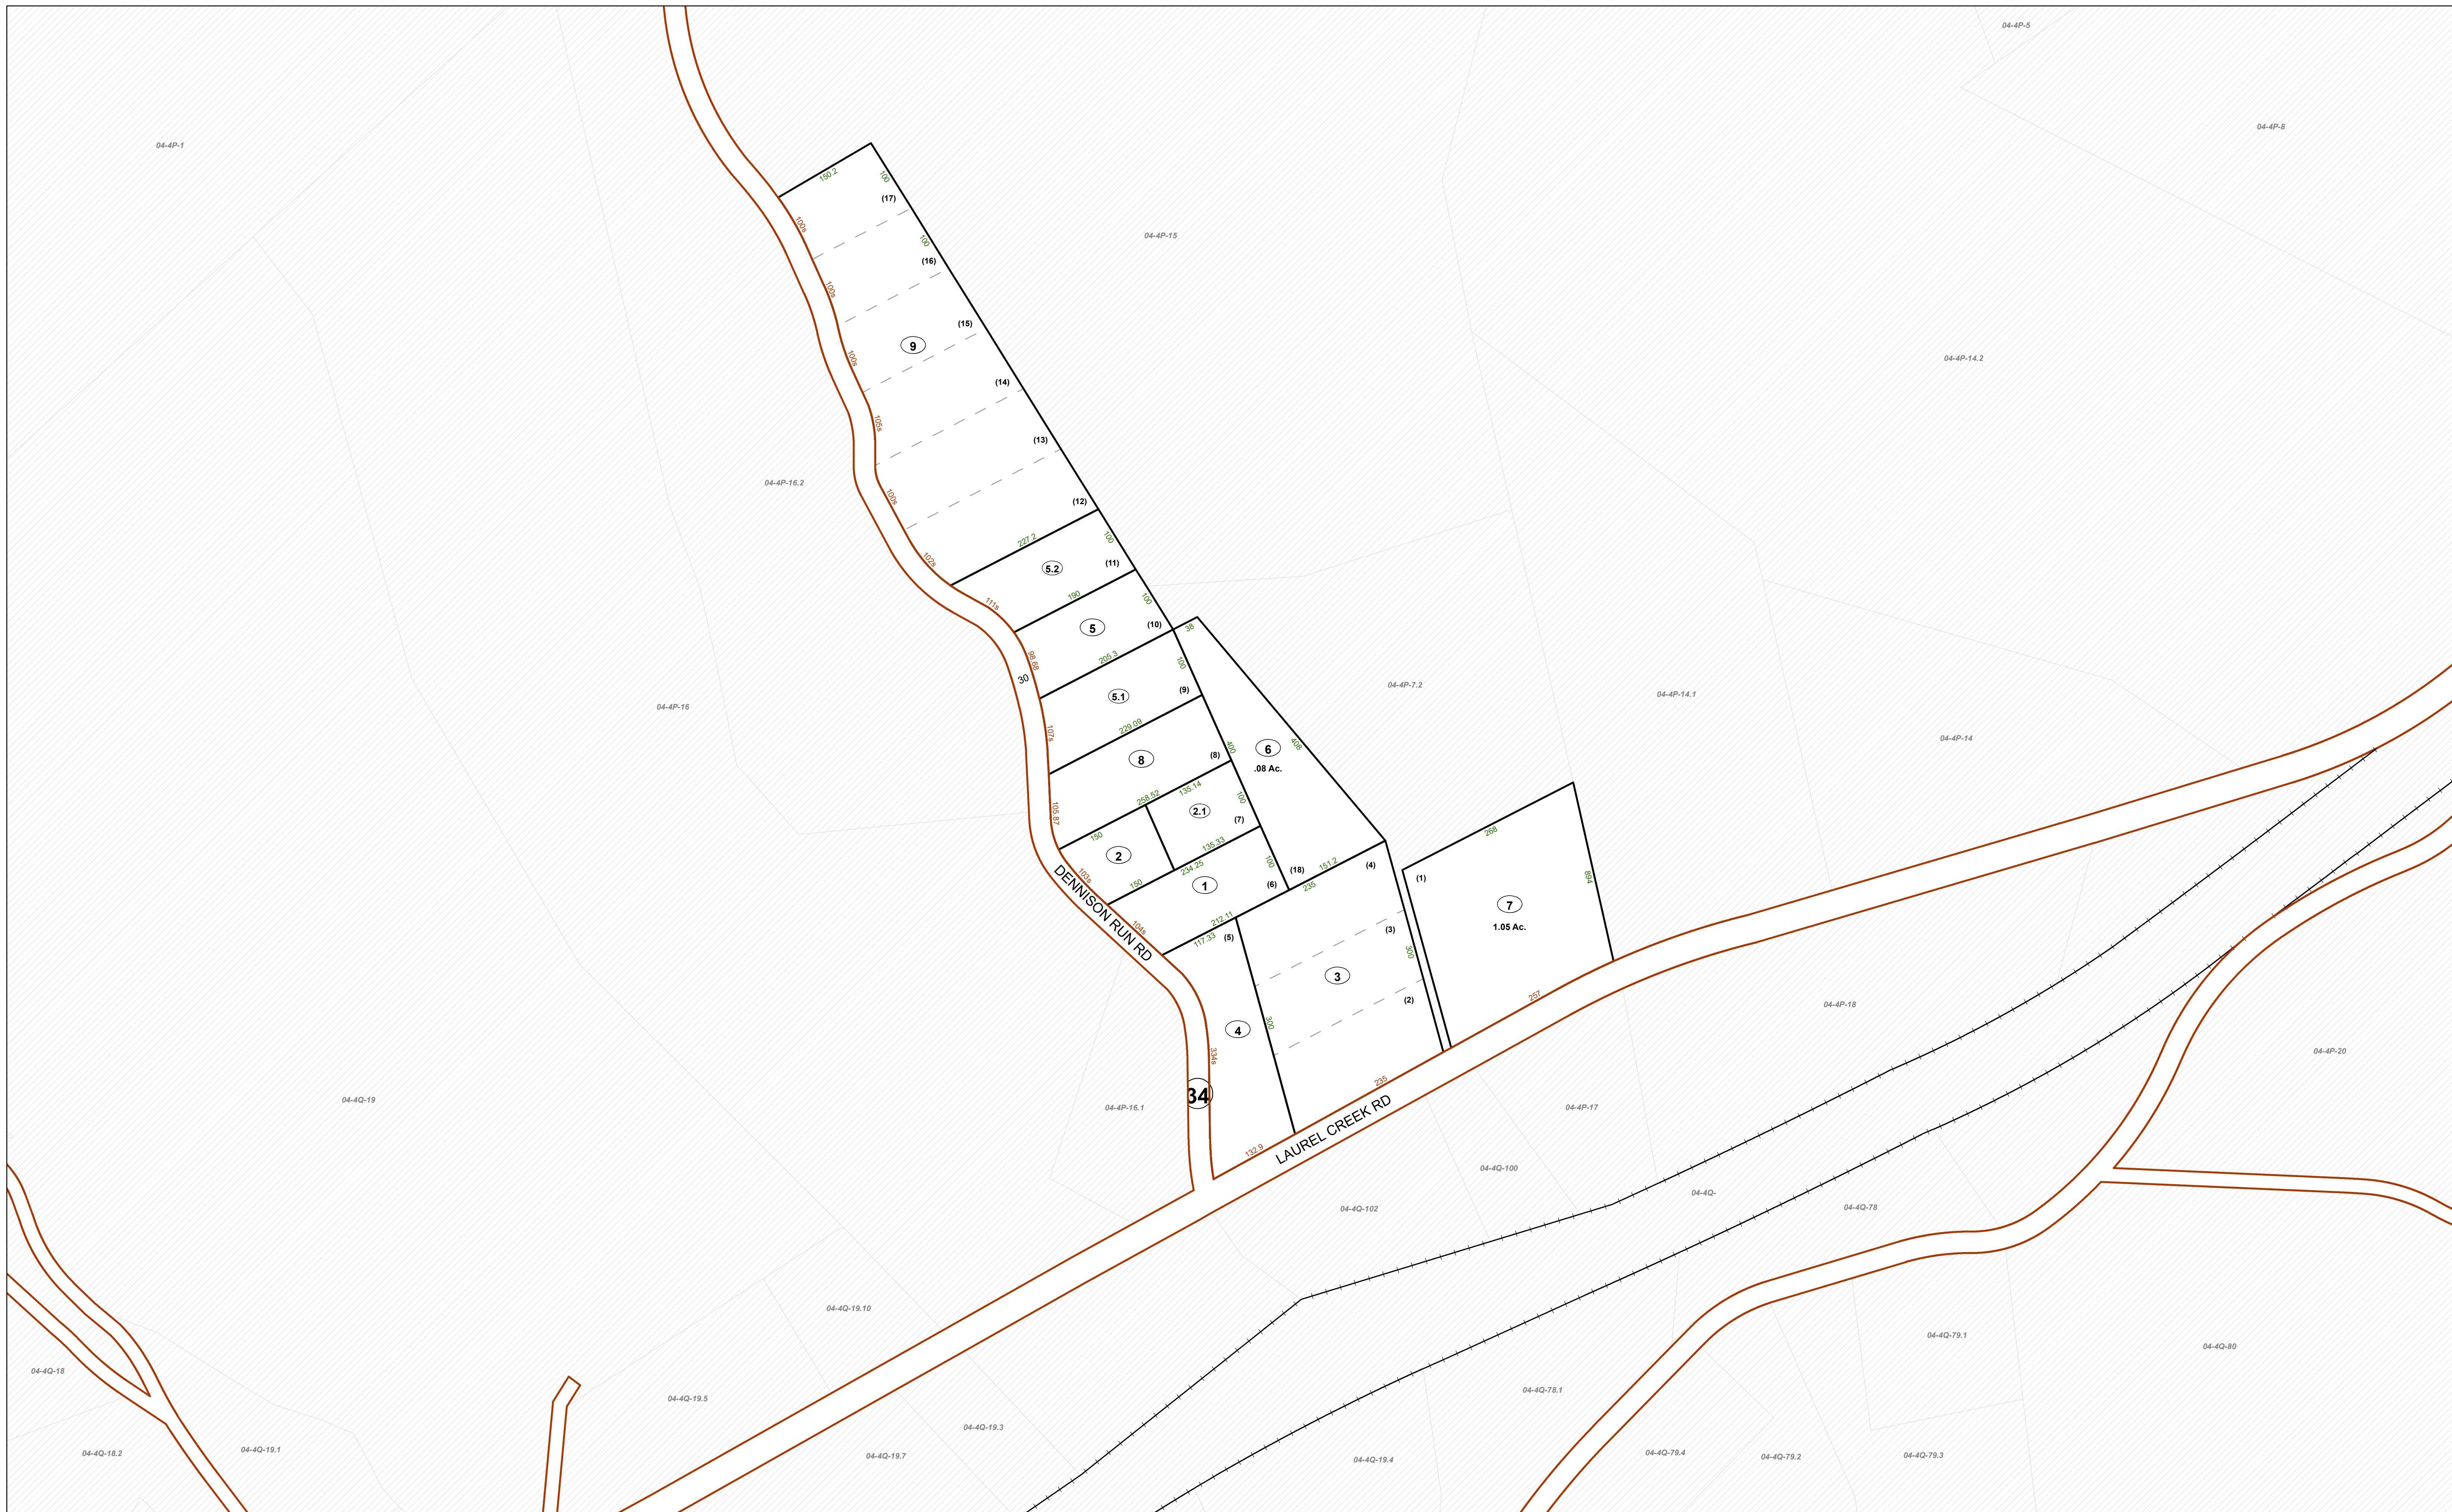 04-4P-5
04-4P-8
04-4P-1
150.2
100
(17)
100s
04-4P-15
100
(16)
100s
(15)
9
100s
04-4P-14.2
(14)
105s
(13)
04-4P-16.2
100s
(12)
227.2
100
102s
5.2
(11)
190
100
111s
5
(10)
38
205.3
98.68
100
30
5.1
(9)
04-4P-7.2
04-4P-14.1
04-4P-16
229.09
107s
400
6
408
04-4P-14
8
(8)
.08 Ac.
258.52
135.14
100
105.87
2.1
(7)
150
268
135.33
2
234.25
100
151.2
(4)
(18)
103s
150
1
(6)
235
(1)
894
DENNISON RUN RD
7
212.11
104s
117.33
(5)
(3)
1.05 Ac.
300
3
(2)
257
04-4P-18
4
300
334s
04-4P-20
235
34
04-4Q-19
04-4P-16.1
04-4P-17
LAUREL CREEK RD
132.9
04-4Q-100
04-4Q-
04-4Q-102
04-4Q-78
04-4Q-19.10
04-4Q-79.1
04-4Q-80
04-4Q-18
04-4Q-19.5
04-4Q-78.1
04-4Q-19.3
04-4Q-18.2
04-4Q-19.1
04-4Q-19.7
04-4Q-19.4
04-4Q-79.4
04-4Q-79.2
04-4Q-79.3